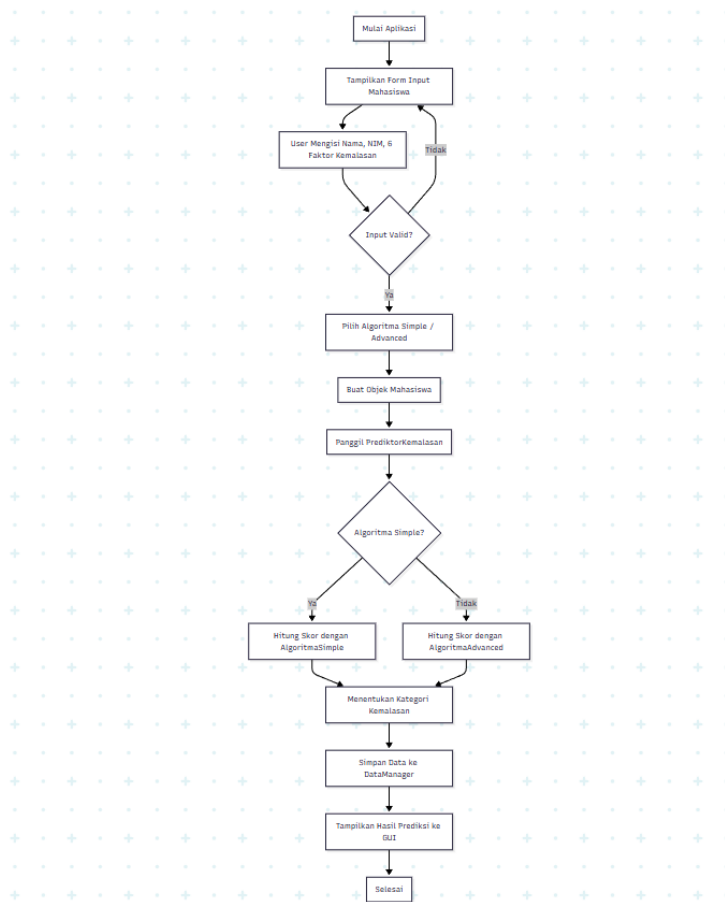 Mulai Aplikasi
Tampilkan Form Input
Mahasiswa
User Mengisi Nama, NIM, 6
Faktor Kemalasan
Tidak
Input Valid?
Ya
Pilih Algoritma Simple /
Advanced
Buat Objek Mahasiswa
Panggil PrediktorKemalasan
Algoritma Simple?
Ya
Tidak
Hitung Skor dengan
AlgoritmaSimple
Hitung Skor dengan
AlgoritmaAdvanced
Menentukan Kategori
Kemalasan
Simpan Data ke
DataManager
Tampilkan Hasil Prediksi ke
GUI
Selesai